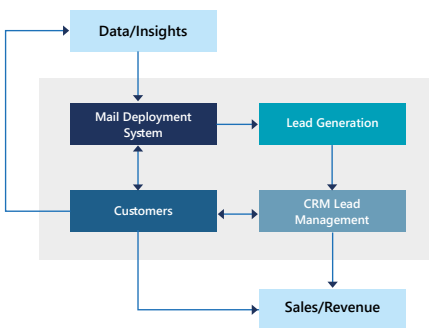 Data/Insights
Mail Deployment
System
Lead Generation
Customers
CRM Lead
Management
Sales/Revenue